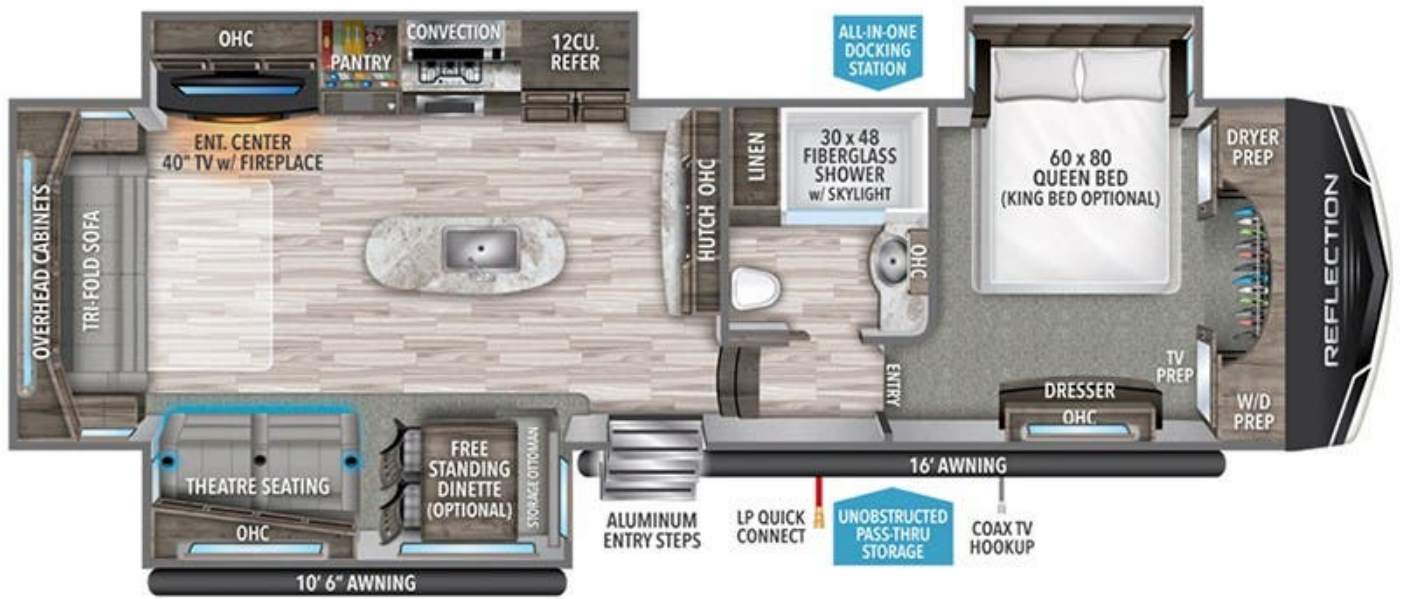 OHC
PANTRY
CONVECTION
12CU.
REFER
ALL-IN-ONE
DOCKING
STATION
ENT. CENTER
40" TV w/ FIREPLACE
OVERHEAD CABINETS
TRI-FOLD SOFA
HUTCH OHC
LINEN
30 x 48
FIBERGLASS
SHOWER
w/ SKYLIGHT
OHC
60 x 80
QUEEN BED
(KING BED OPTIONAL)
DRYER
PREP
REFLECTION
TV
PREP
W/D
PREP
ENTRY
DRESSER
OHC
THEATRE SEATING
OHC
FREE
STANDING
DINETTE
(OPTIONAL)
STORAGE OTTOMAN
16' AWNING
ALUMINUM
ENTRY STEPS
LP QUICK
CONNECT
UNOBSTRUCTED
PASS-THRU
STORAGE
COAX TV
HOOKUP
10' 6" AWNING